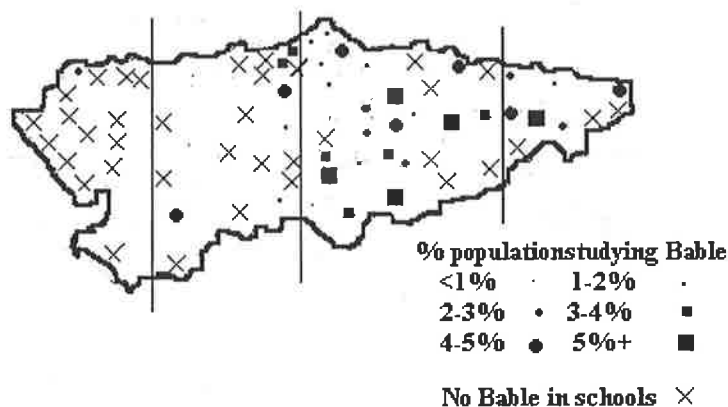 % populationstudying Bable
<1% 1-2%
2-3% 3-4%
4-5% 5%+
No Bable in schools